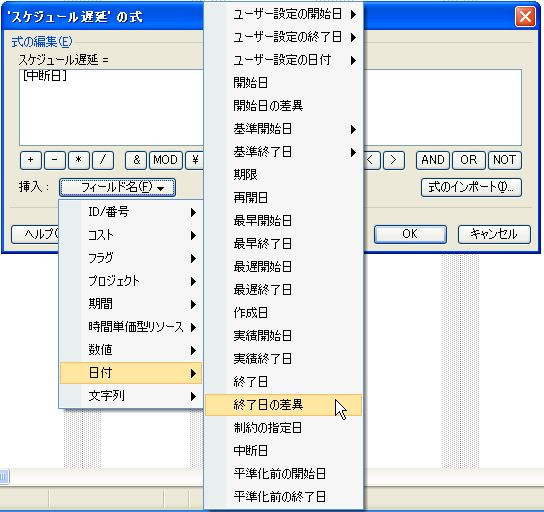 'スケジュール遅延' の式
式の編集(E)
スケジュール遅延 =
[中断日]
+ - * / & MOD ¥ < > AND OR NOT
挿入： フィールド名(F) 式のインポート(I)...
ヘルプ( OK キャンセル
ID/番号
コスト
フラグ
プロジェクト
期間
時間単価型リソース
数値
日付
文字列
ユーザー設定の開始日
ユーザー設定の終了日
ユーザー設定の日付
開始日
開始日の差異
基準開始日
基準終了日
期限
再開日
最早開始日
最早終了日
最遅開始日
最遅終了日
作成日
実績開始日
実績終了日
終了日
終了日の差異
制約の指定日
中断日
平準化前の開始日
平準化前の終了日